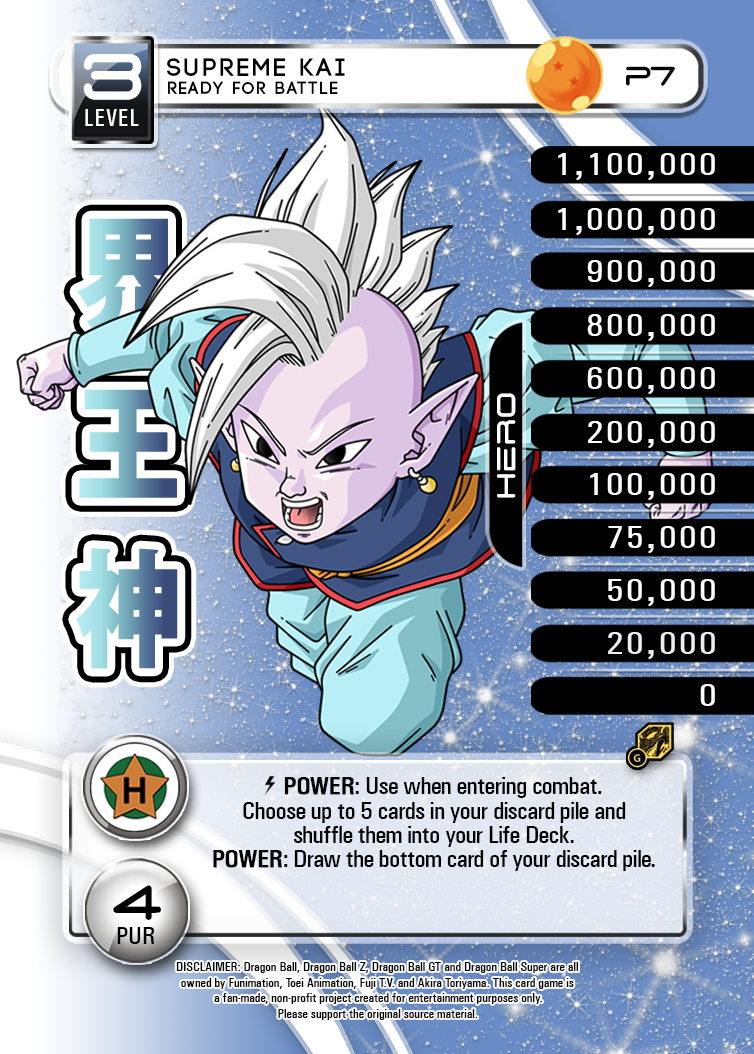 3
LEVEL
SUPREME KAI
READY FOR BATTLE
P7
界王神
1,100,000
1,000,000
900,000
800,000
600,000
200,000
100,000
75,000
50,000
20,000
0
HERO
G
H
4
PUR
POWER: Use when entering combat.
Choose up to 5 cards in your discard pile and
shuffle them into your Life Deck.
POWER: Draw the bottom card of your discard pile.
DISCLAIMER: Dragon Ball, Dragon Ball Z, Dragon Ball GT and Dragon Ball Super are all
owned by Funimation, Toei Animation, Fuji T.V. and Akira Toriyama. This card game is
a fan-made, non-profit project created for entertainment purposes only.
Please support the original source material.